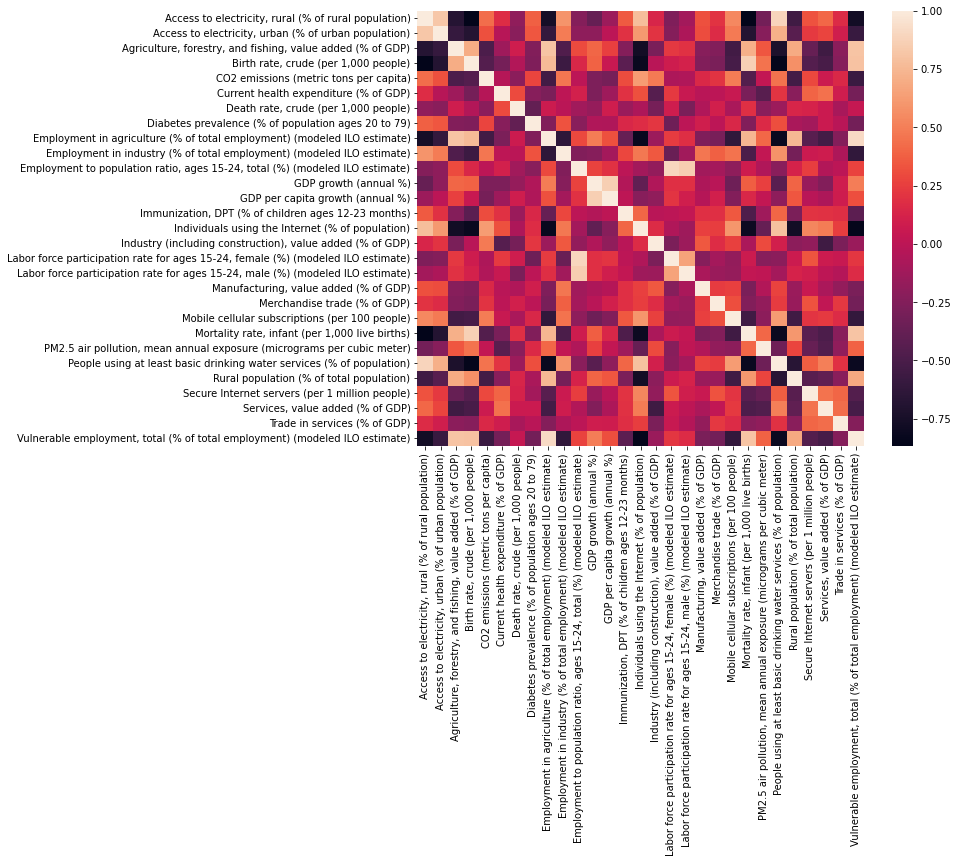 Access to electricity, rural (% of rural population)
Access to electricity, urban (% of urban population)
Agriculture, forestry, and fishing, value added (% of GDP)
Birth rate, crude (per 1,000 people)
CO2 emissions (metric tons per capita)
Current health expenditure (% of GDP)
Death rate, crude (per 1,000 people)
Diabetes prevalence (% of population ages 20 to 79)
Employment in agriculture (% of total employment) (modeled ILO estimate)
Employment in industry (% of total employment) (modeled ILO estimate)
Employment to population ratio, ages 15-24, total (%) (modeled ILO estimate)
GDP growth (annual %)
GDP per capita growth (annual %)
Immunization, DPT (% of children ages 12-23 months)
Individuals using the Internet (% of population)
Industry (including construction), value added (% of GDP)
Labor force participation rate for ages 15-24, female (%) (modeled ILO estimate)
Labor force participation rate for ages 15-24, male (%) (modeled ILO estimate)
Manufacturing, value added (% of GDP)
Merchandise trade (% of GDP)
Mobile cellular subscriptions (per 100 people)
Mortality rate, infant (per 1,000 live births)
PM2.5 air pollution, mean annual exposure (micrograms per cubic meter)
People using at least basic drinking water services (% of population)
Rural population (% of total population)
Secure Internet servers (per 1 million people)
Services, value added (% of GDP)
Trade in services (% of GDP)
Vulnerable employment, total (% of total employment) (modeled ILO estimate)
1.00
0.75
0.50
0.25
0.00
−0.25
−0.50
−0.75
Access to electricity, rural (% of rural population)
Access to electricity, urban (% of urban population)
Agriculture, forestry, and fishing, value added (% of GDP)
Birth rate, crude (per 1,000 people)
CO2 emissions (metric tons per capita)
Current health expenditure (% of GDP)
Death rate, crude (per 1,000 people)
Diabetes prevalence (% of population ages 20 to 79)
Employment in agriculture (% of total employment) (modeled ILO estimate)
Employment in industry (% of total employment) (modeled ILO estimate)
Employment to population ratio, ages 15-24, total (%) (modeled ILO estimate)
GDP growth (annual %)
GDP per capita growth (annual %)
Immunization, DPT (% of children ages 12-23 months)
Individuals using the Internet (% of population)
Industry (including construction), value added (% of GDP)
Labor force participation rate for ages 15-24, female (%) (modeled ILO estimate)
Labor force participation rate for ages 15-24, male (%) (modeled ILO estimate)
Manufacturing, value added (% of GDP)
Merchandise trade (% of GDP)
Mobile cellular subscriptions (per 100 people)
Mortality rate, infant (per 1,000 live births)
PM2.5 air pollution, mean annual exposure (micrograms per cubic meter)
People using at least basic drinking water services (% of population)
Rural population (% of total population)
Secure Internet servers (per 1 million people)
Services, value added (% of GDP)
Trade in services (% of GDP)
Vulnerable employment, total (% of total employment) (modeled ILO estimate)